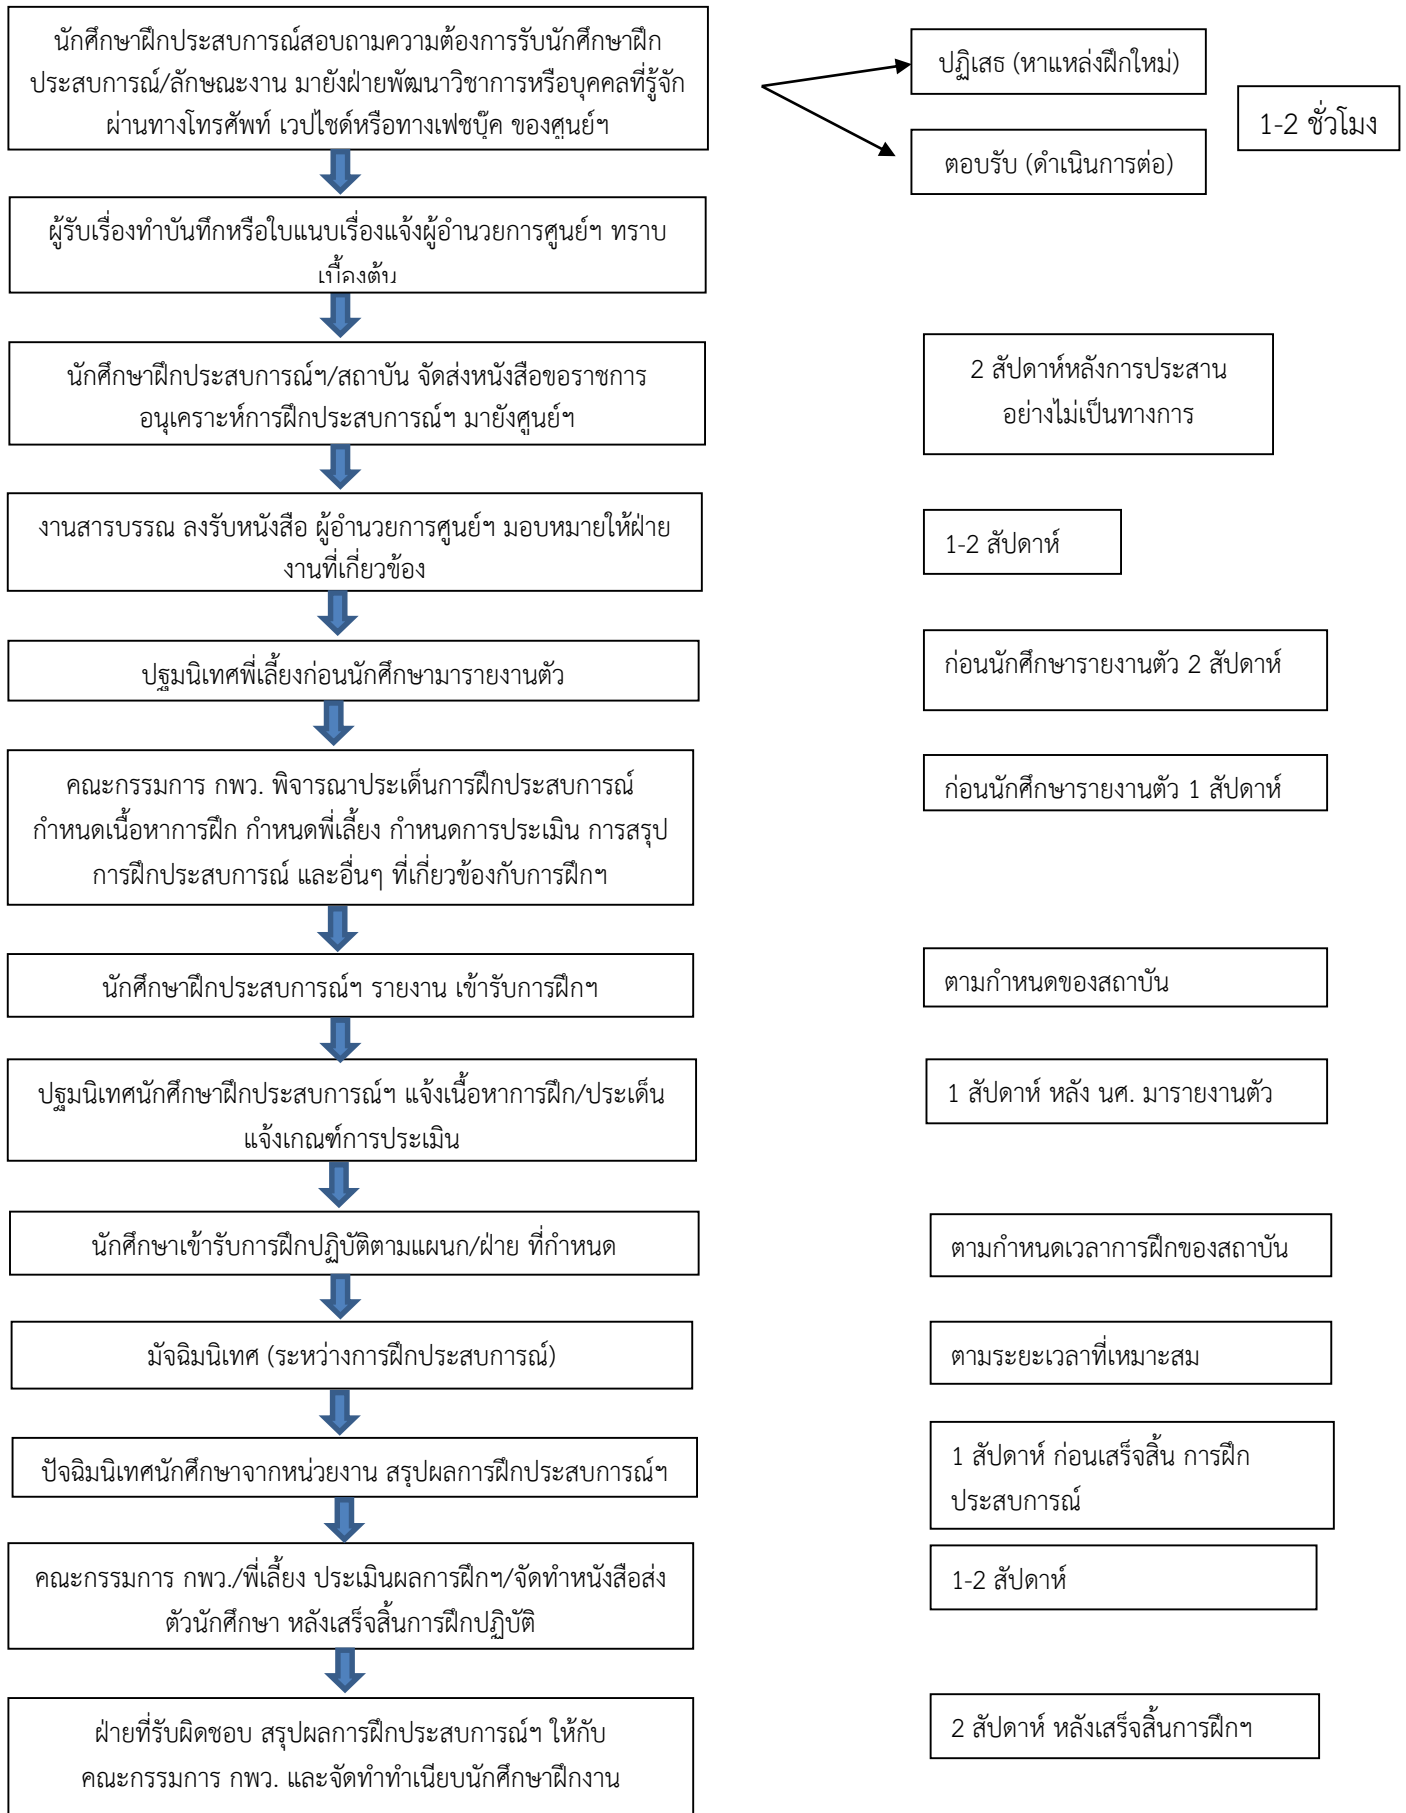 นักศึกษาฝึกประสบการณ์สอบถามความต้องการรับนักศึกษาฝึก
ประสบการณ์/ลักษณะงาน มายังฝ่ายพัฒนาวิชาการหรือบุคคลที่รู้จัก
ผ่านทางโทรศัพท์ เวปไซด์หรือทางเฟซบุ๊ค ของศูนย์ฯ
ปฏิเสธ (หาแหล่งฝึกใหม่)
ตอบรับ (ดำเนินการต่อ)
1-2 ชั่วโมง
ผู้รับเรื่องทำบันทึกหรือใบแนบเรื่องแจ้งผู้อำนวยการศูนย์ฯ ทราบ
เบื้องต้น
นักศึกษาฝึกประสบการณ์ฯ/สถาบัน จัดส่งหนังสือขอราชการ
อนุเคราะห์การฝึกประสบการณ์ฯ มายังศูนย์ฯ
2 สัปดาห์หลังการประสาน
อย่างไม่เป็นทางการ
งานสารบรรณ ลงรับหนังสือ ผู้อำนวยการศูนย์ฯ มอบหมายให้ฝ่าย
งานที่เกี่ยวข้อง
1-2 สัปดาห์
ปฐมนิเทศพี่เลี้ยงก่อนนักศึกษามารายงานตัว
ก่อนนักศึกษารายงานตัว 2 สัปดาห์
คณะกรรมการ กพว. พิจารณาประเด็นการฝึกประสบการณ์
กำหนดเนื้อหาการฝึก กำหนดพี่เลี้ยง กำหนดการประเมิน การสรุป
การฝึกประสบการณ์ และอื่นๆ ที่เกี่ยวข้องกับการฝึกฯ
ก่อนนักศึกษารายงานตัว 1 สัปดาห์
นักศึกษาฝึกประสบการณ์ฯ รายงาน เข้ารับการฝึกฯ
ตามกำหนดของสถาบัน
ปฐมนิเทศนักศึกษาฝึกประสบการณ์ฯ แจ้งเนื้อหาการฝึก/ประเด็น
แจ้งเกณฑ์การประเมิน
1 สัปดาห์ หลัง นศ. มารายงานตัว
นักศึกษาเข้ารับการฝึกปฏิบัติตามแผนก/ฝ่าย ที่กำหนด
ตามกำหนดเวลาการฝึกของสถาบัน
มัจฉิมนิเทศ (ระหว่างการฝึกประสบการณ์)
ตามระยะเวลาที่เหมาะสม
ปัจฉิมนิเทศนักศึกษาจากหน่วยงาน สรุปผลการฝึกประสบการณ์ฯ
1 สัปดาห์ ก่อนเสร็จสิ้น การฝึก
ประสบการณ์
คณะกรรมการ กพว./พี่เลี้ยง ประเมินผลการฝึกฯ/จัดทำหนังสือส่ง
ตัวนักศึกษา หลังเสร็จสิ้นการฝึกปฏิบัติ
1-2 สัปดาห์
ฝ่ายที่รับผิดชอบ สรุปผลการฝึกประสบการณ์ฯ ให้กับ
คณะกรรมการ กพว. และจัดทำทำเนียบนักศึกษาฝึกงาน
2 สัปดาห์ หลังเสร็จสิ้นการฝึกฯ